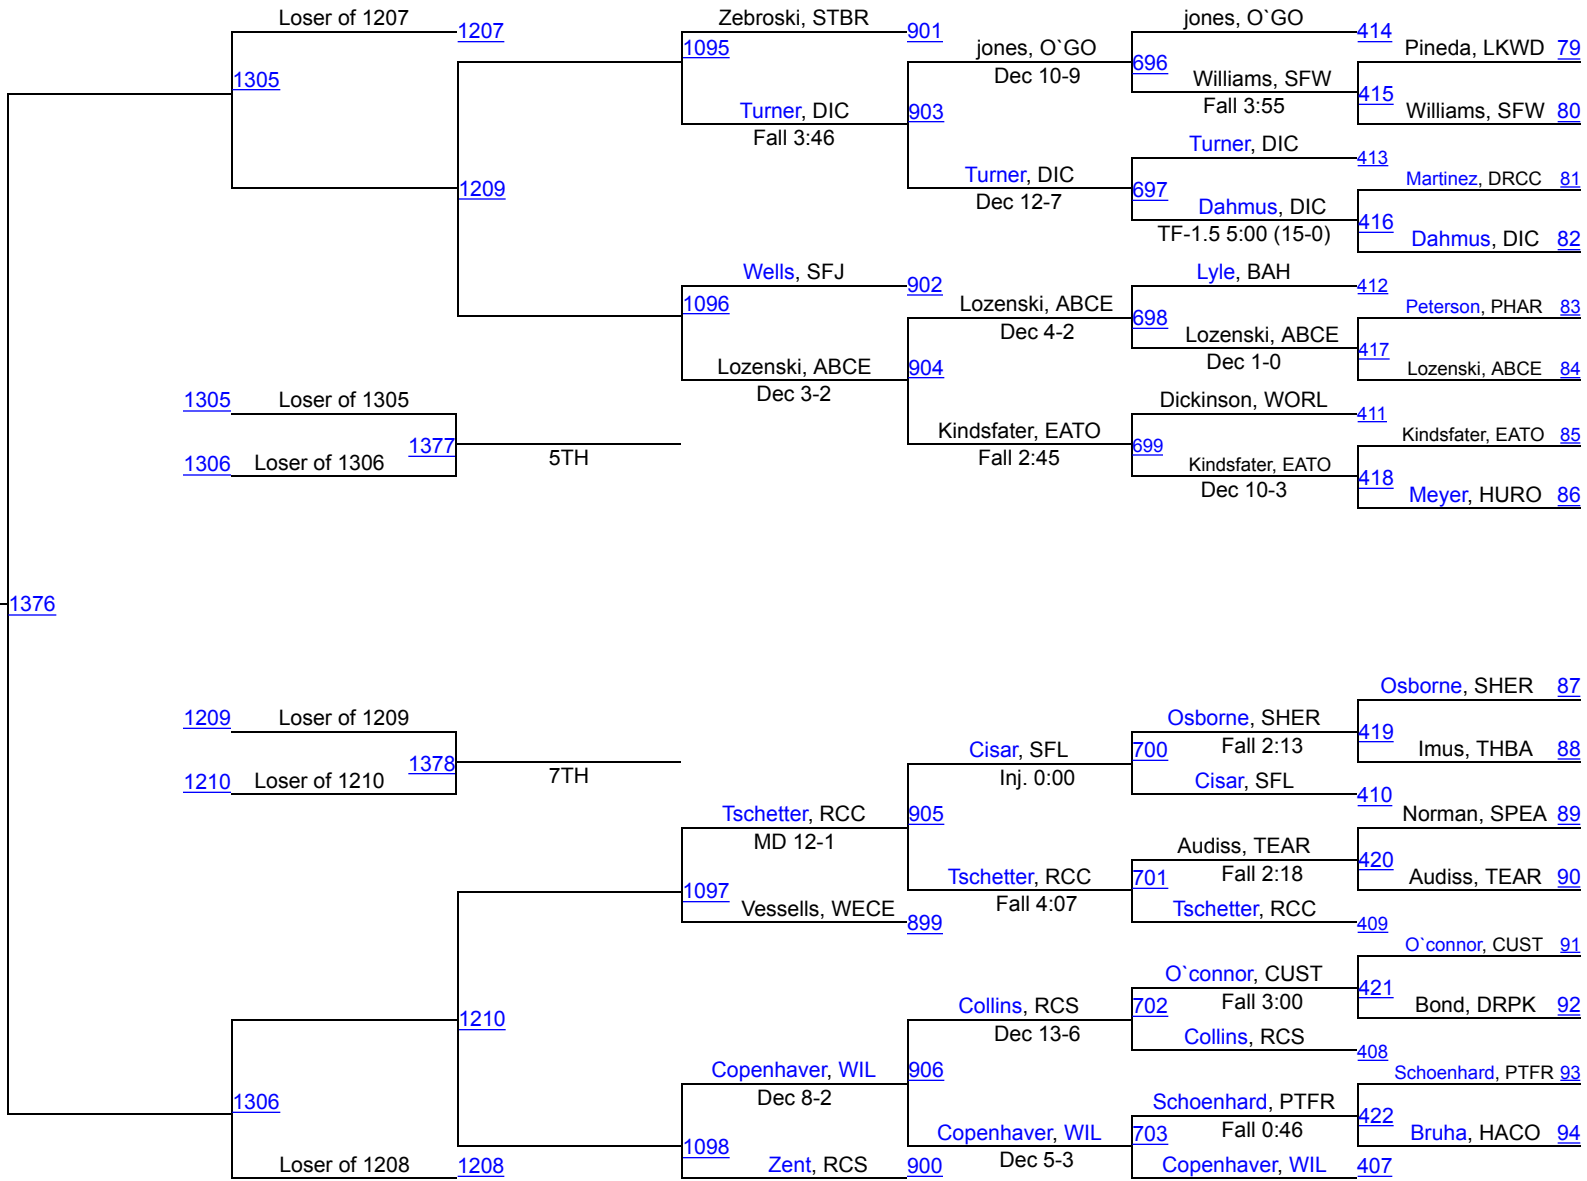 Loser of 1207
1207
Zebroski, STBR
901
jones, O`GO
414
1305
1095
jones, O`GO
Dec 10-9
696
Pineda, LKWD 79
Williams, SFW
Fall 3:55
415
Williams, SFW 80
Turner, DIC
Fall 3:46
903
Turner, DIC
413
1209
Turner, DIC
Dec 12-7
697
Martinez, DRCC 81
Dahmus, DIC
TF-1.5 5:00 (15-0)
416
Dahmus, DIC 82
Wells, SFJ
902
Lyle, BAH
412
1096
Lozenski, ABCE
Dec 4-2
698
Peterson, PHAR 83
Lozenski, ABCE
Dec 1-0
417
Lozenski, ABCE 84
Lozenski, ABCE
Dec 3-2
904
1305 Loser of 1305
Dickinson, WORL
411
1377
5TH
Kindsfater, EATO
Fall 2:45
699
Kindsfater, EATO 85
1306 Loser of 1306
Kindsfater, EATO
Dec 10-3
418
Meyer, HURO 86
1376
Osborne, SHER 87
1209 Loser of 1209
Osborne, SHER
Fall 2:13
419
Cisar, SFL
Inj. 0:00
700
Imus, THBA 88
1378
7TH
1210 Loser of 1210
Cisar, SFL
410
Tschetter, RCC
MD 12-1
905
Norman, SPEA 89
Audiss, TEAR
Fall 2:18
420
1097
Tschetter, RCC
Fall 4:07
701
Audiss, TEAR 90
Vessells, WECE
899
Tschetter, RCC
409
O`connor, CUST 91
O`connor, CUST
Fall 3:00
421
1210
Collins, RCS
Dec 13-6
702
Bond, DRPK 92
Collins, RCS
408
Copenhaver, WIL
Dec 8-2
906
Schoenhard, PTFR 93
1306
Schoenhard, PTFR
Fall 0:46
422
1098
Copenhaver, WIL
Dec 5-3
703
Bruha, HACO 94
Loser of 1208
1208
Zent, RCS
900
Copenhaver, WIL
407